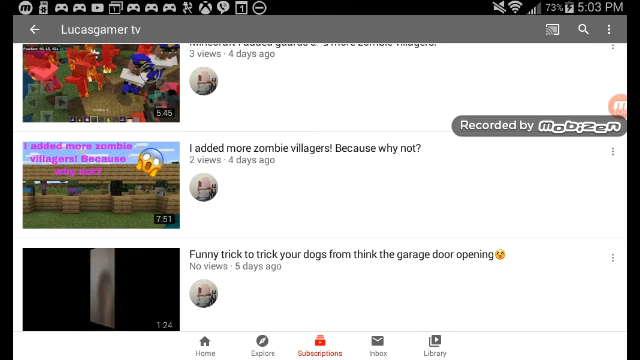 73% 5:03 PM
Lucasgamer tv
more zombie villagers!
3 views · 4 days ago
5:45
Recorded by MOBIZEN
I added more zombie
villagers! Because
why not?
7:51
I added more zombie villagers! Because why not?
2 views · 4 days ago
Funny trick to trick your dogs from think the garage door opening
No views · 5 days ago
1:24
Home Explore Subscriptions Inbox Library